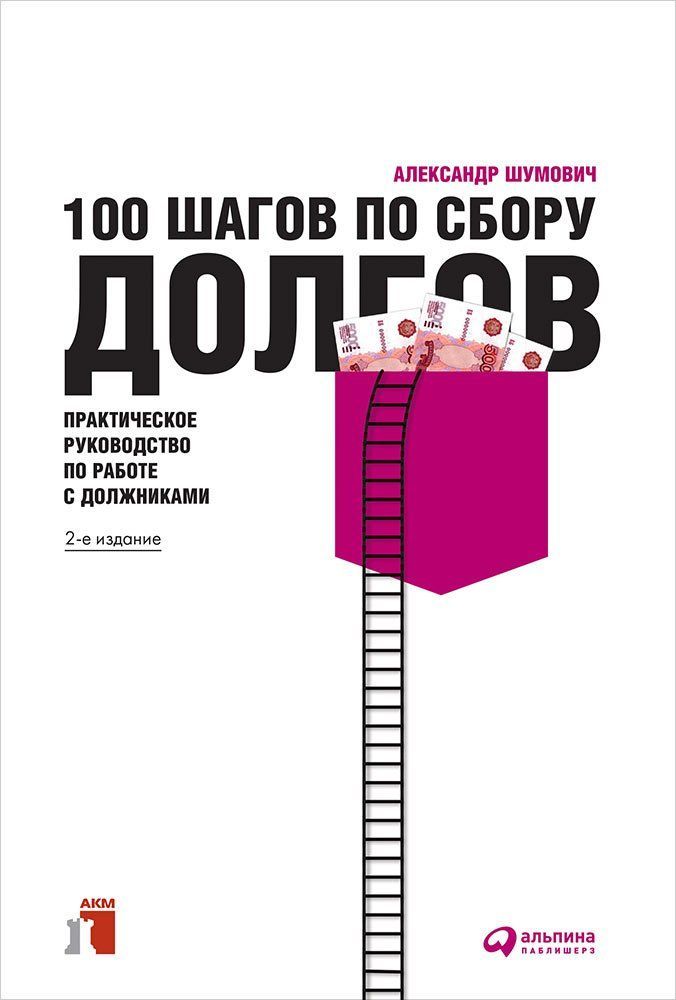 АЛЕКСАНДР ШУМОВИЧ
100 ШАГОВ ПО СБОРУ
ДОЛГОВ
ПРАКТИЧЕСКОЕ
РУКОВОДСТВО
ПО РАБОТЕ
С ДОЛЖНИКАМИ
2-е издание
АКМ
альпина
ПАБЛИШЕРЗ